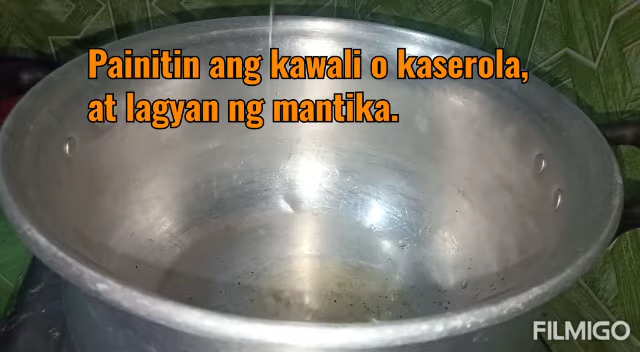 Painitin ang kawali o kaserola,
at lagyan ng mantika.
FILMIGO